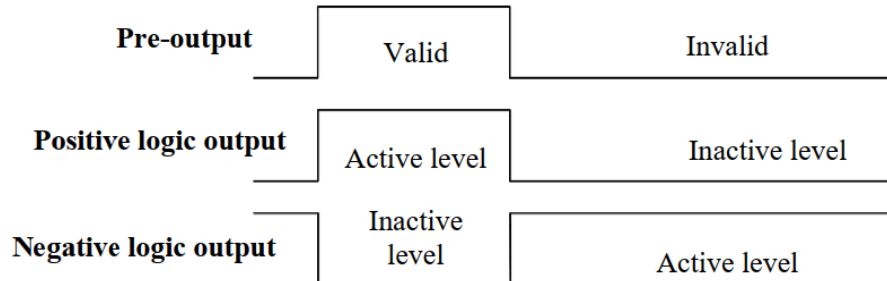 Pre-output
Valid
Invalid
Positive logic output
Active level
Inactive level
Negative logic output
Inactive
level
Active level